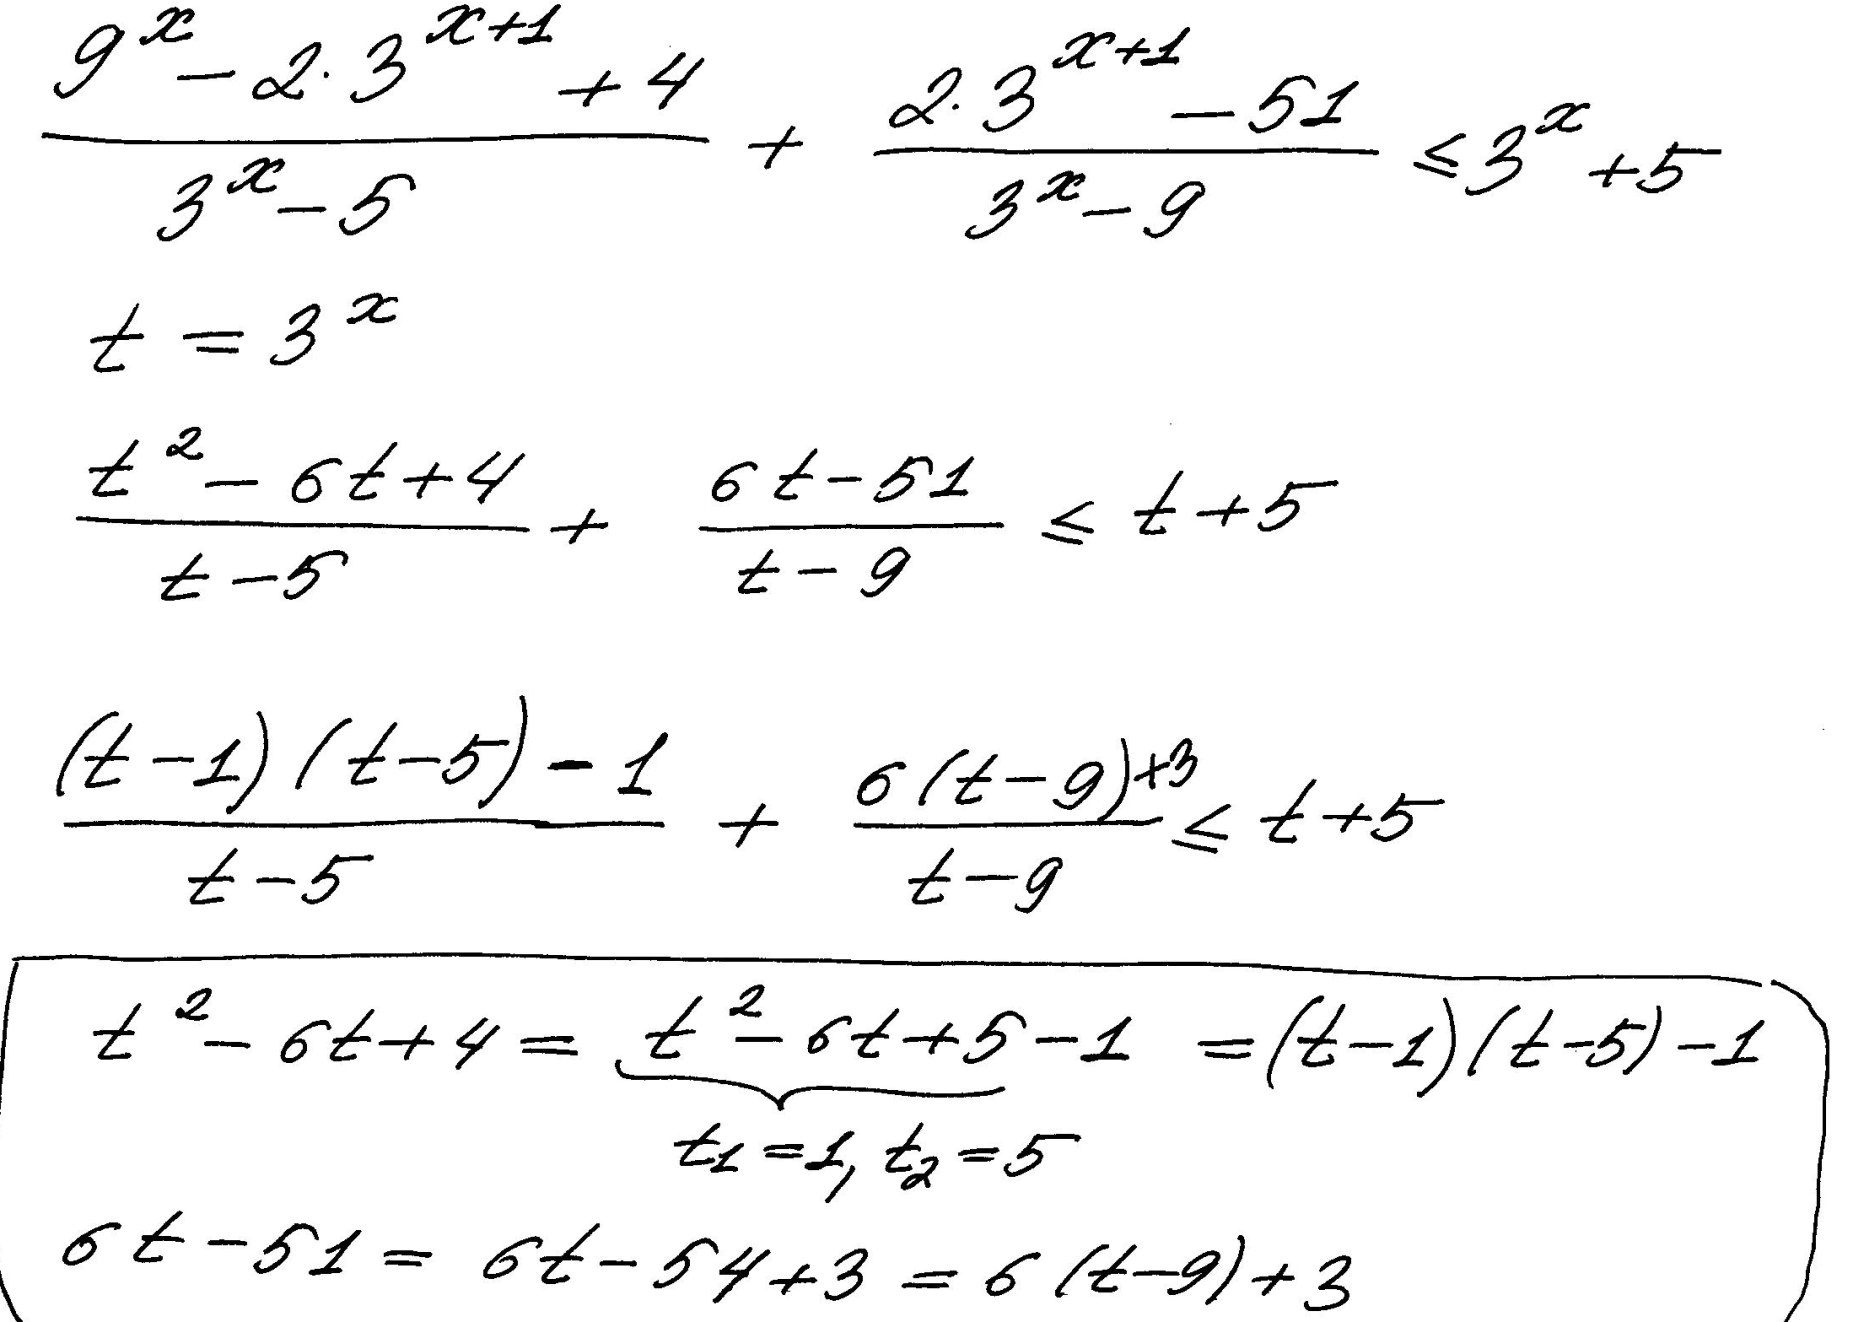 (9^x - 2·3^(x+1) + 4)/(3^x - 5) + (2·3^(x+1) - 51)/(3^x - 9) ≤ 3^x + 5
t = 3^x
(t² - 6t + 4)/(t - 5) + (6t - 51)/(t - 9) ≤ t + 5
((t - 1)(t - 5) - 1)/(t - 5) + (6(t - 9) + 3)/(t - 9) ≤ t + 5
t² - 6t + 4 = t² - 6t + 5 - 1 = (t - 1)(t - 5) - 1
t₁ = 1, t₂ = 5
6t - 51 = 6t - 54 + 3 = 6(t - 9) + 3